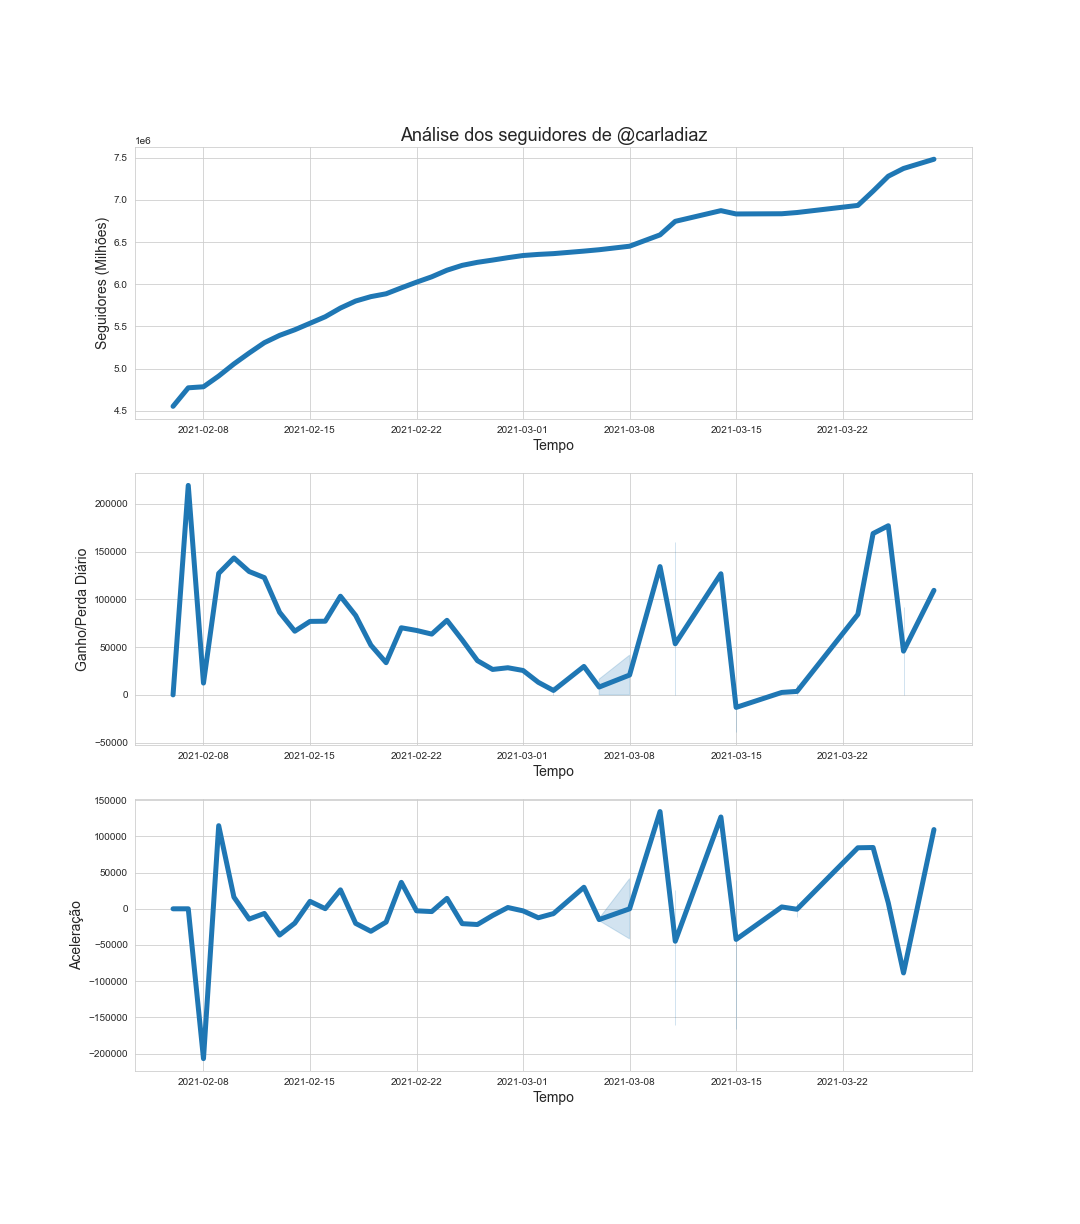 Análise dos seguidores de @carladiaz
1e6
7.5
7.0
6.5
6.0
5.5
5.0
4.5
Seguidores (Milhões)
2021-02-08 2021-02-15 2021-02-22 2021-03-01 2021-03-08 2021-03-15 2021-03-22
Tempo
200000
150000
100000
50000
0
−50000
Ganho/Perda Diário
2021-02-08 2021-02-15 2021-02-22 2021-03-01 2021-03-08 2021-03-15 2021-03-22
Tempo
150000
100000
50000
0
−50000
−100000
−150000
−200000
Aceleração
2021-02-08 2021-02-15 2021-02-22 2021-03-01 2021-03-08 2021-03-15 2021-03-22
Tempo